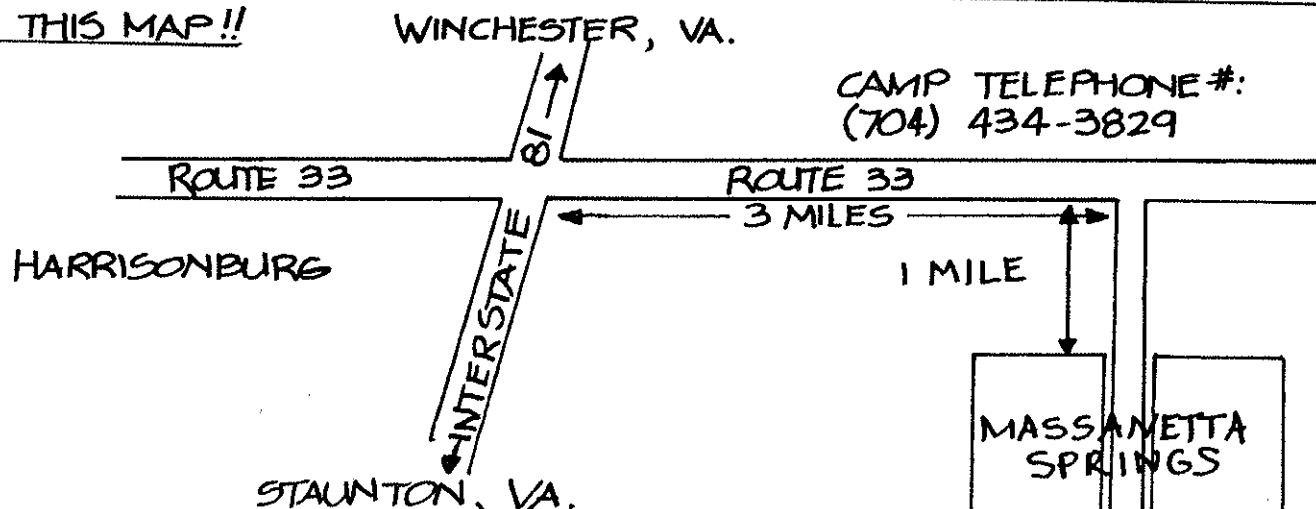 THIS MAP!!
WINCHESTER, VA.
CAMP TELEPHONE #:
(704) 434-3829
81
ROUTE 33
ROUTE 33
3 MILES
HARRISONBURG
INTERSTATE
1 MILE
MASSANETTA
SPRINGS
STAUNTON, VA.